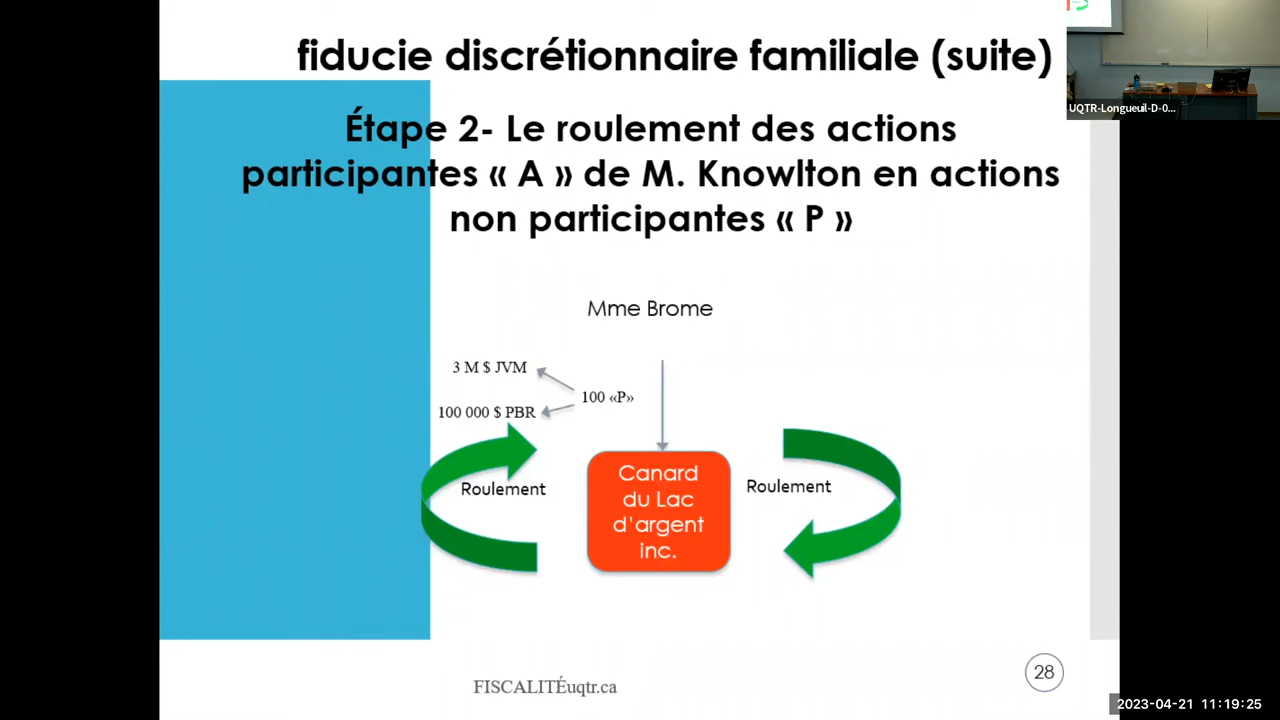 fiducie discrétionnaire familiale (suite)
UQTR-Longueuil-D-0...
Étape 2- Le roulement des actions
participantes « A » de M. Knowlton en actions
non participantes « P »
Mme Brome
3 M $ JVM
100 «P»
100 000 $ PBR
Roulement
Canard
du Lac
d'argent
inc.
Roulement
28
FISCALITÉuqtr.ca
2023-04-21 11:19:25